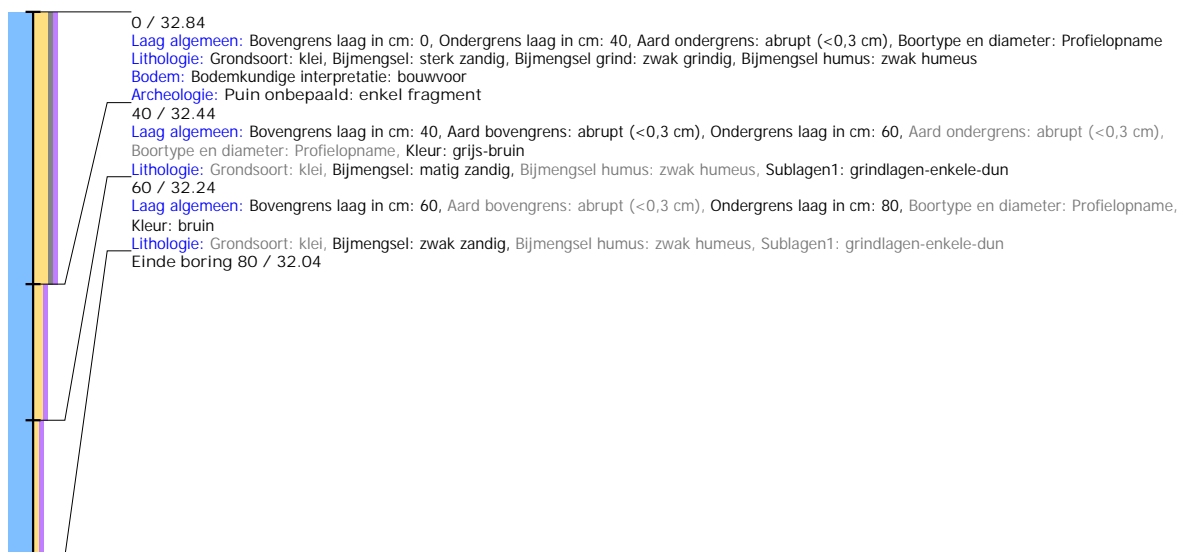 0 / 32.84
Laag algemeen: Bovengrens laag in cm: 0, Ondergrens laag in cm: 40, Aard ondergrens: abrupt (<0,3 cm), Boortype en diameter: Profielopname
Lithologie: Grondsoort: klei, Bijmengsel: sterk zandig, Bijmengsel grind: zwak grindig, Bijmengsel humus: zwak humeus
Bodem: Bodemkundige interpretatie: bouwvoor
Archeologie: Puin onbepaald: enkel fragment
40 / 32.44
Laag algemeen: Bovengrens laag in cm: 40, Aard bovengrens: abrupt (<0,3 cm), Ondergrens laag in cm: 60, Aard ondergrens: abrupt (<0,3 cm),
Boortype en diameter: Profielopname, Kleur: grijs-bruin
Lithologie: Grondsoort: klei, Bijmengsel: matig zandig, Bijmengsel humus: zwak humeus, Sublagen1: grindlagen-enkele-dun
60 / 32.24
Laag algemeen: Bovengrens laag in cm: 60, Aard bovengrens: abrupt (<0,3 cm), Ondergrens laag in cm: 80, Boortype en diameter: Profielopname,
Kleur: bruin
Lithologie: Grondsoort: klei, Bijmengsel: zwak zandig, Bijmengsel humus: zwak humeus, Sublagen1: grindlagen-enkele-dun
Einde boring 80 / 32.04